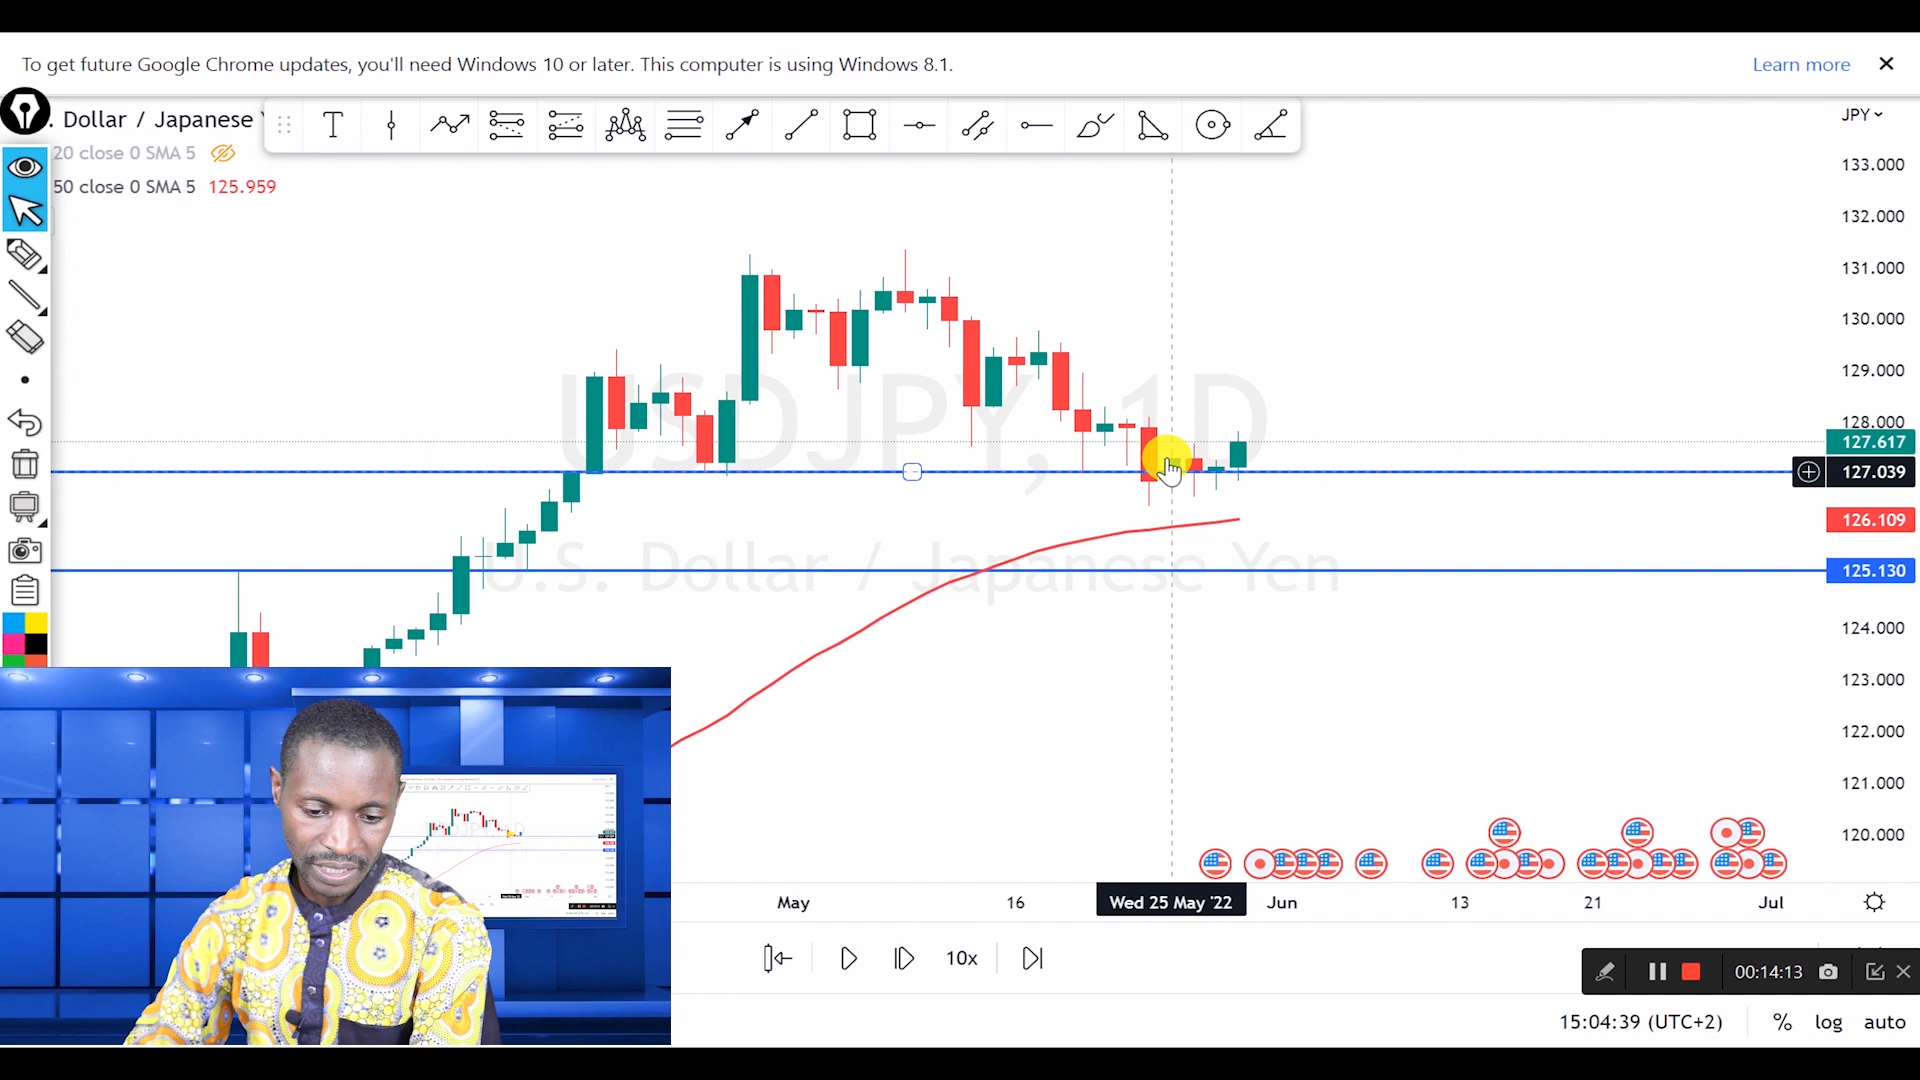 To get future Google Chrome updates, you'll need Windows 10 or later. This computer is using Windows 8.1.
Learn more
. Dollar / Japanese
JPY
20 close 0 SMA 5
50 close 0 SMA 5 125.959
133.000
132.000
131.000
130.000
129.000
128.000
127.617
127.039
126.109
125.130
124.000
123.000
122.000
121.000
120.000
USDJPY, 1D
U.S. Dollar / Japanese Yen
May
16
Wed 25 May '22
Jun
13
21
Jul
10x
00:14:13
15:04:39 (UTC+2)
%
log
auto